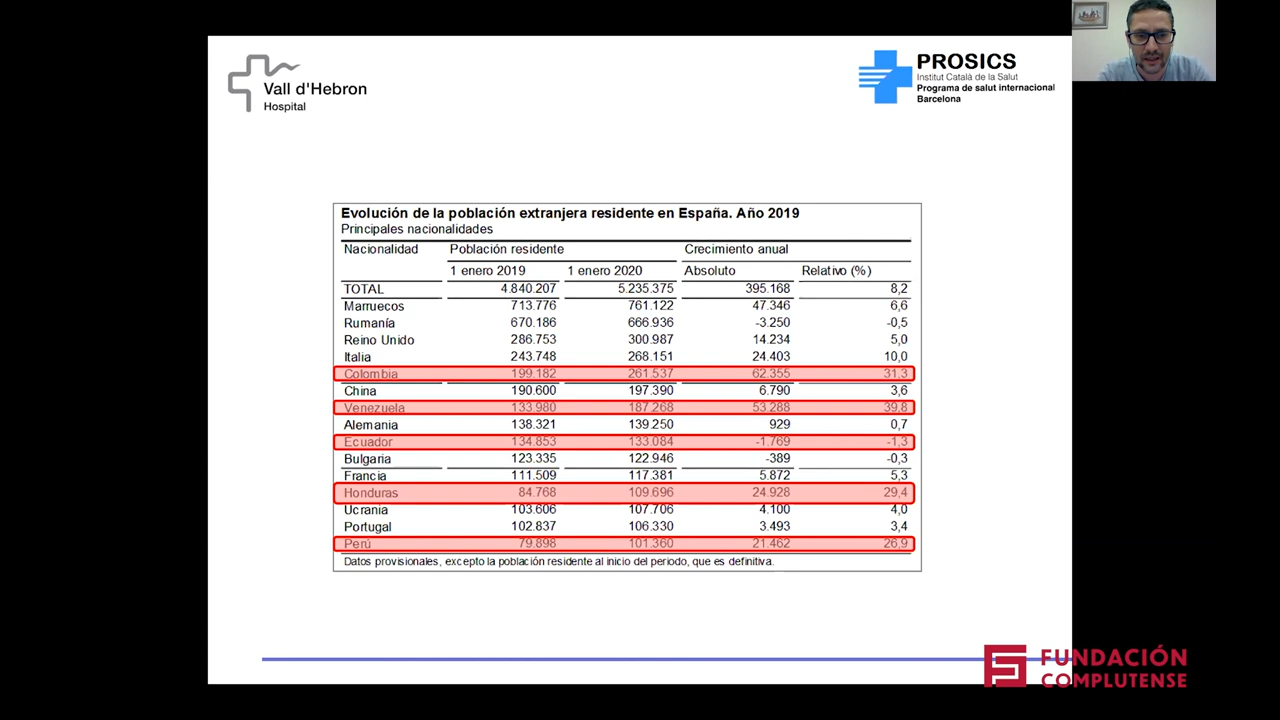 Vall d'Hebron
Hospital
PROSICS
Institut Català de la Salut
Programa de salut internacional
Barcelona
Evolución de la población extranjera residente en España. Año 2019
Principales nacionalidades
Nacionalidad Población residente Crecimiento anual
1 enero 2019 1 enero 2020 Absoluto Relativo (%)
TOTAL 4.840.207 5.235.375 395.168 8,2
Marruecos 713.776 761.122 47.346 6,6
Rumanía 670.186 666.936 -3.250 -0,5
Reino Unido 286.753 300.987 14.234 5,0
Italia 243.748 268.151 24.403 10,0
Colombia 199.182 261.537 62.355 31,3
China 190.600 197.390 6.790 3,6
Venezuela 133.980 187.268 53.288 39,8
Alemania 138.321 139.250 929 0,7
Ecuador 134.853 133.084 -1.769 -1,3
Bulgaria 123.335 122.946 -389 -0,3
Francia 111.509 117.381 5.872 5,3
Honduras 84.768 109.696 24.928 29,4
Ucrania 103.606 107.706 4.100 4,0
Portugal 102.837 106.330 3.493 3,4
Perú 79.898 101.360 21.462 26,9
Datos provisionales, excepto la población residente al inicio del periodo, que es definitiva.
FUNDACIÓN
COMPLUTENSE